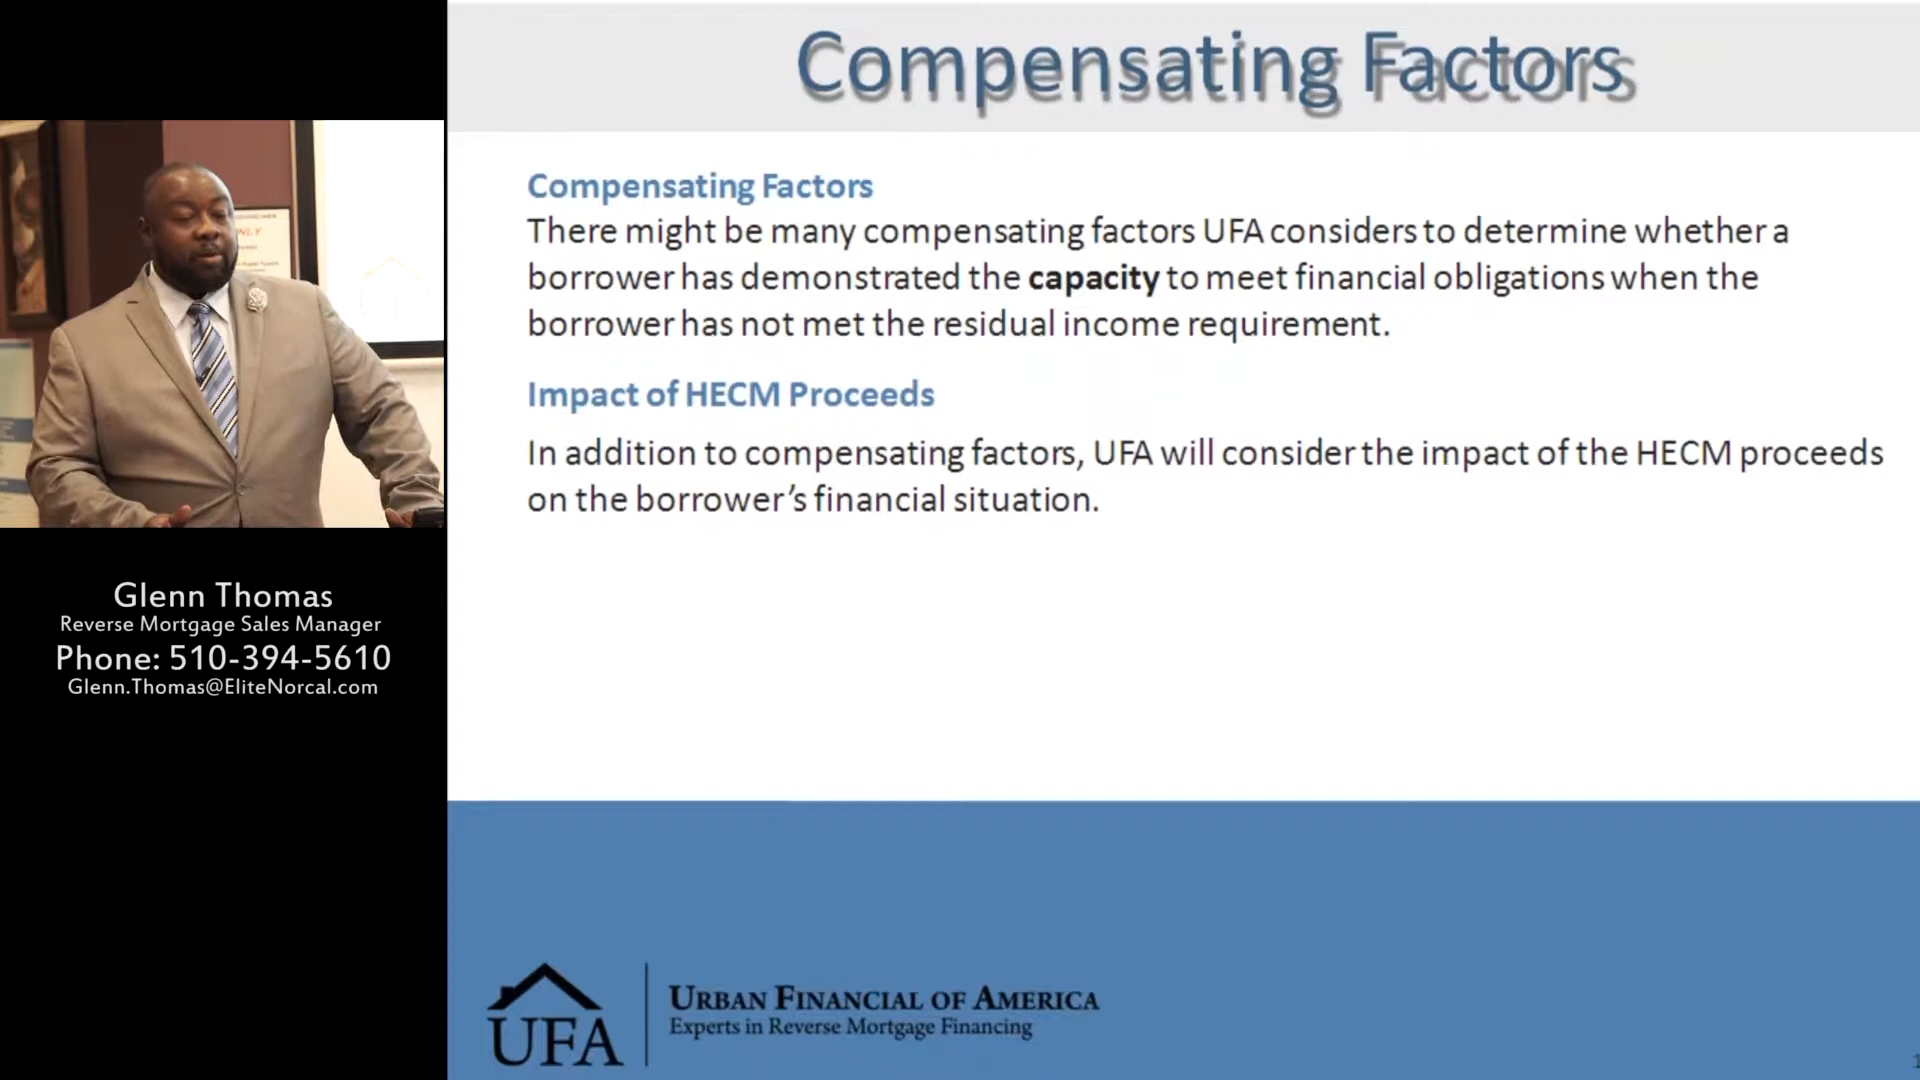 Compensating Factors
Compensating Factors
There might be many compensating factors UFA considers to determine whether a
borrower has demonstrated the capacity to meet financial obligations when the
borrower has not met the residual income requirement.
Impact of HECM Proceeds
In addition to compensating factors, UFA will consider the impact of the HECM proceeds
on the borrower’s financial situation.
Glenn Thomas
Reverse Mortgage Sales Manager
Phone: 510-394-5610
Glenn.Thomas@EliteNorcal.com
UFA
URBAN FINANCIAL OF AMERICA
Experts in Reverse Mortgage Financing